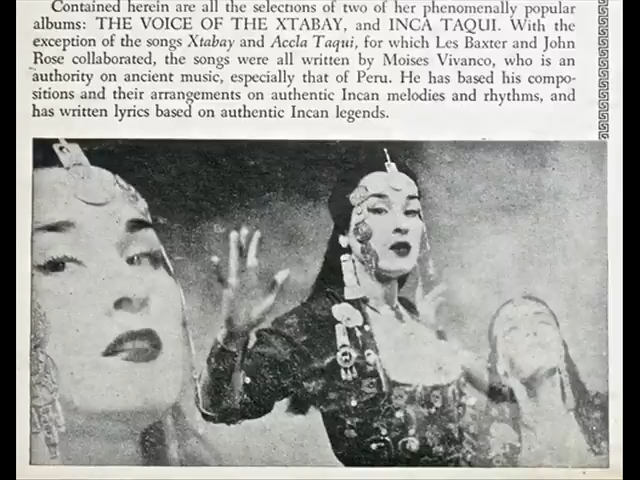 Contained herein are all the selections of two of her phenomenally popular
albums: THE VOICE OF THE XTABAY, and INCA TAQUI. With the
exception of the songs Xtabay and Accla Taqui, for which Les Baxter and John
Rose collaborated, the songs were all written by Moises Vivanco, who is an
authority on ancient music, especially that of Peru. He has based his compo-
sitions and their arrangements on authentic Incan melodies and rhythms, and
has written lyrics based on authentic Incan legends.